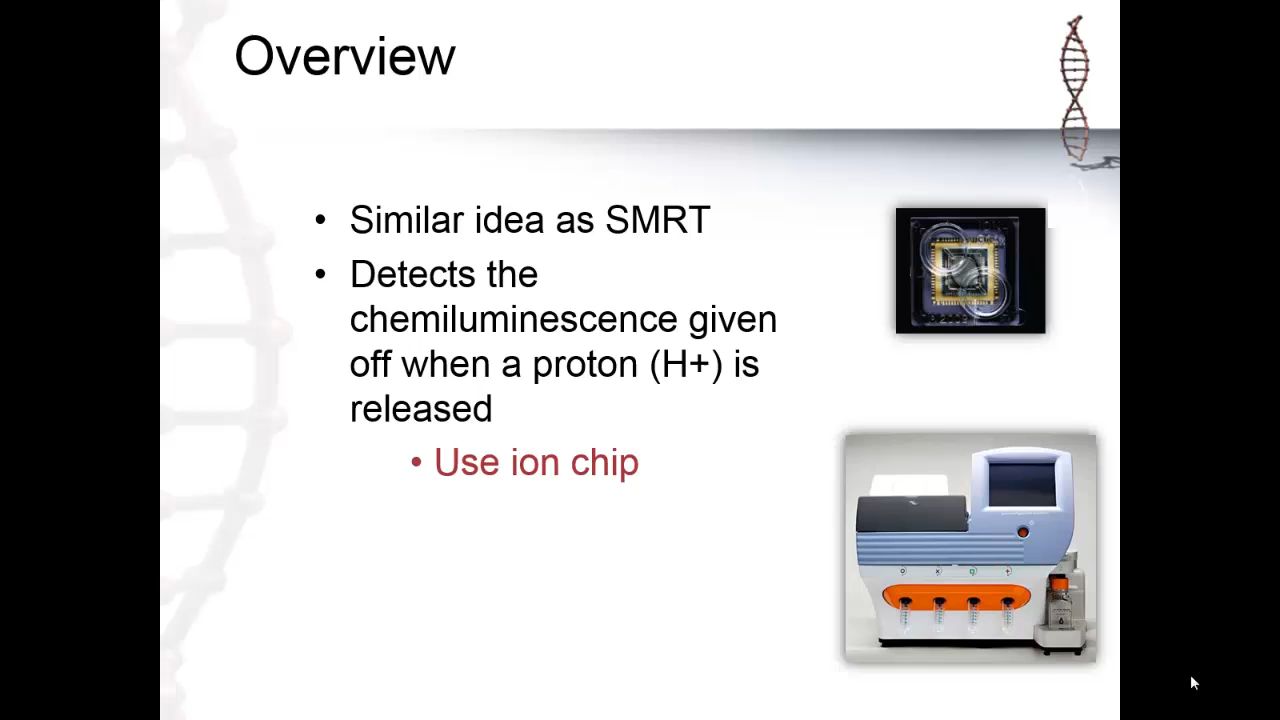 Overview
• Similar idea as SMRT
• Detects the
chemiluminescence given
off when a proton (H+) is
released
• Use ion chip